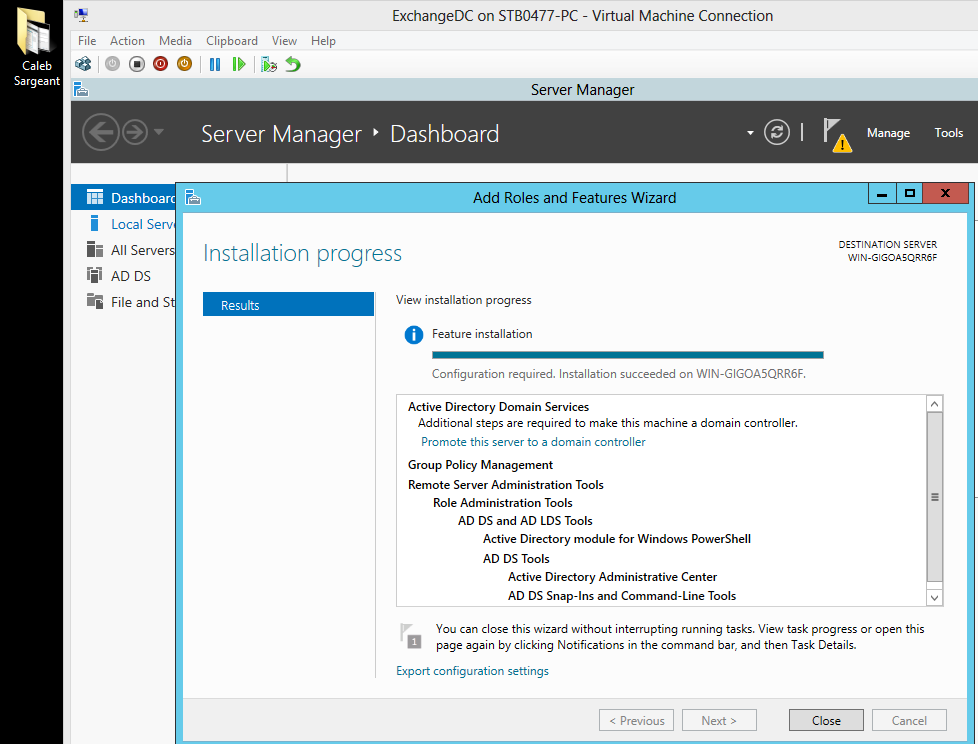 Caleb
Sargeant
ExchangeDC on STB0477-PC - Virtual Machine Connection
File Action Media Clipboard View Help
Server Manager
Server Manager Dashboard
Manage Tools
Dashboard
Local Serve
All Servers
AD DS
File and St
Add Roles and Features Wizard
Installation progress
DESTINATION SERVER
WIN-GIGOA5QRR6F
Results
View installation progress
Feature installation
Configuration required. Installation succeeded on WIN-GIGOA5QRR6F.
Active Directory Domain Services
Additional steps are required to make this machine a domain controller.
Promote this server to a domain controller
Group Policy Management
Remote Server Administration Tools
Role Administration Tools
AD DS and AD LDS Tools
Active Directory module for Windows PowerShell
AD DS Tools
Active Directory Administrative Center
AD DS Snap-Ins and Command-Line Tools
1
You can close this wizard without interrupting running tasks. View task progress or open this
page again by clicking Notifications in the command bar, and then Task Details.
Export configuration settings
< Previous Next > Close Cancel